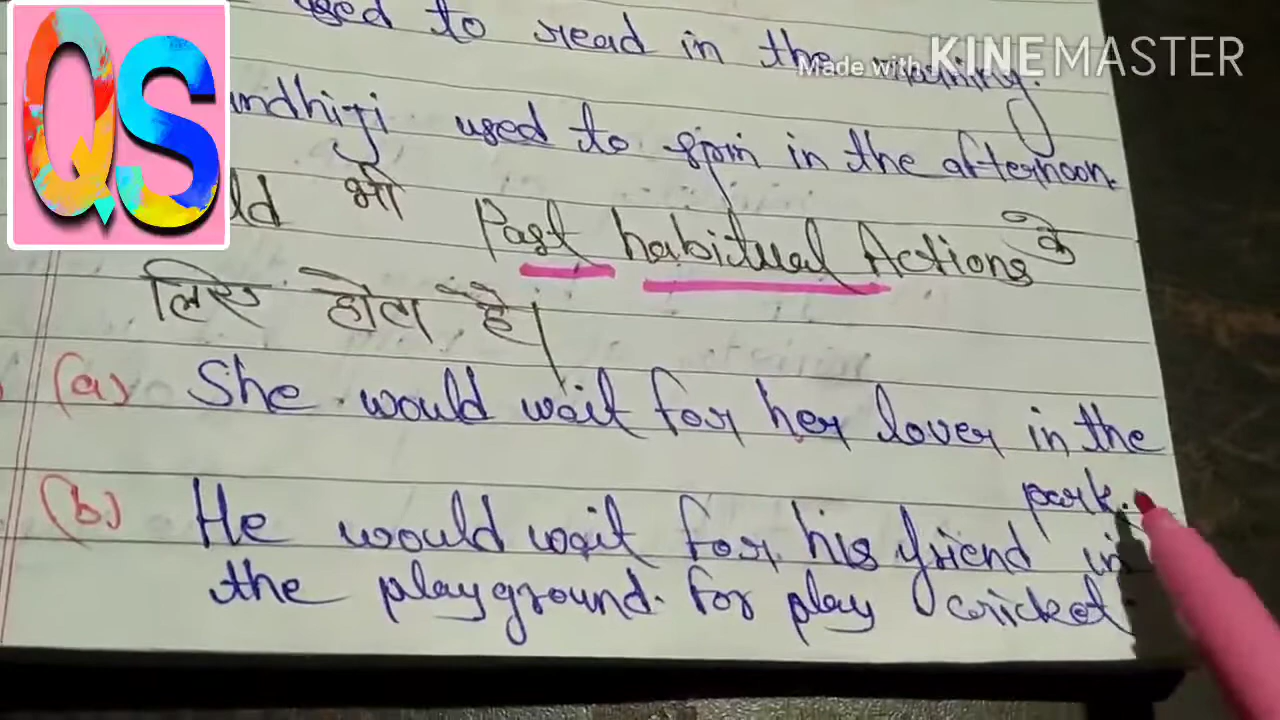 used to read in the morning.
Made with KINEMASTER
QS
andhiji used to spin in the afternoon.
ld भी Past habitual Actions के
लिए होता है।
(a) She would wait for her lover in the
park.
(b) He would wait for his friend in
the playground. For play cricket